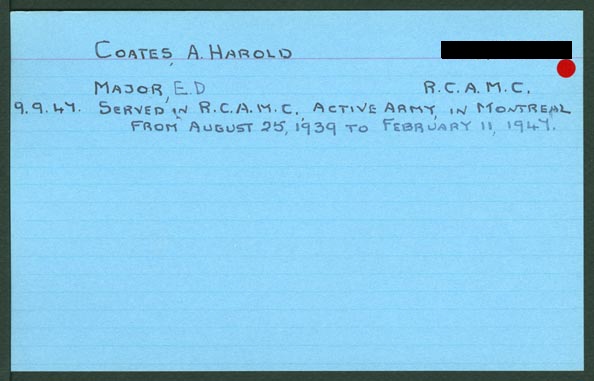 COATES, A. HAROLD
MAJOR, E.D R.C.A.M.C.
9.9.47. SERVED IN R.C.A.M.C., ACTIVE ARMY, IN MONTREAL
FROM AUGUST 25, 1939 TO FEBRUARY 11, 1947.